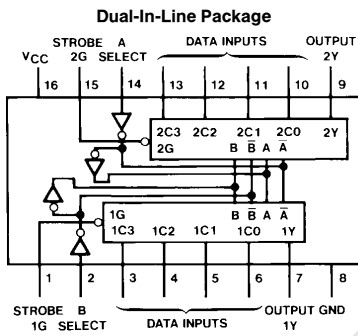 Dual-In-Line Package
STROBE A DATA INPUTS OUTPUT
VCC 2G SELECT 2Y
16 15 14 13 12 11 10 9
2C3 2C2 2C1 2C0 2Y
2G B B̅ A A̅
1G B B̅ A A̅
1C3 1C2 1C1 1C0 1Y
1 2 3 4 5 6 7 8
STROBE B DATA INPUTS OUTPUT GND
1G SELECT 1Y